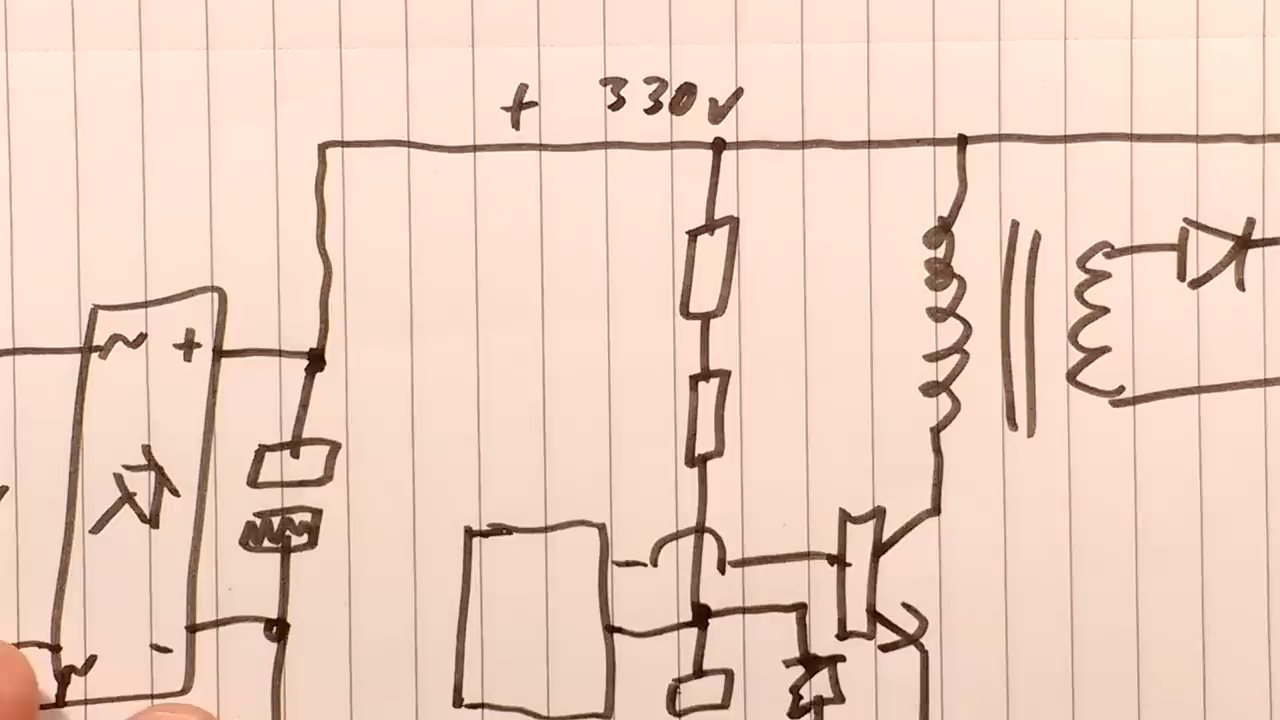 + 330v
~ +
~ -